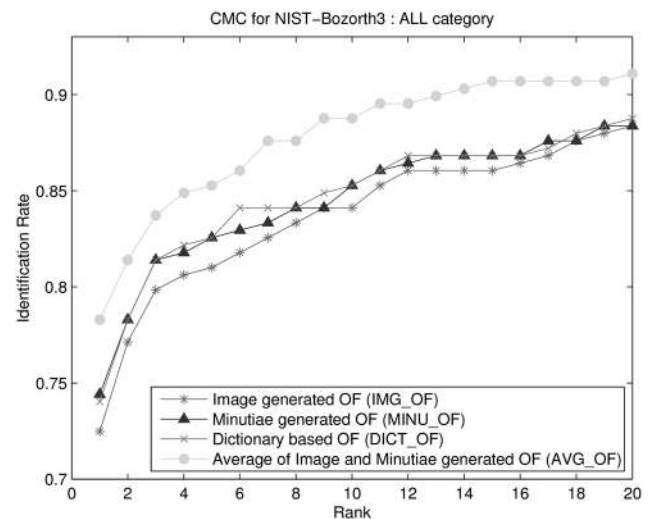 CMC for NIST-Bozorth3 : ALL category
Identification Rate
0.9
0.85
0.8
0.75
0.7
Image generated OF (IMG_OF)
Minutiae generated OF (MINU_OF)
Dictionary based OF (DICT_OF)
Average of Image and Minutiae generated OF (AVG_OF)
0 2 4 6 8 10 12 14 16 18 20
Rank